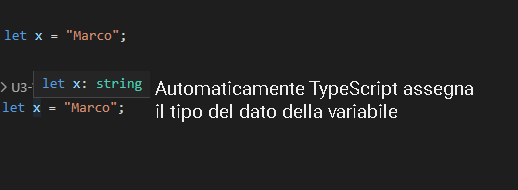 let x = "Marco";
let x: string
U3-
let x = "Marco";
Automaticamente TypeScript assegna
il tipo del dato della variabile